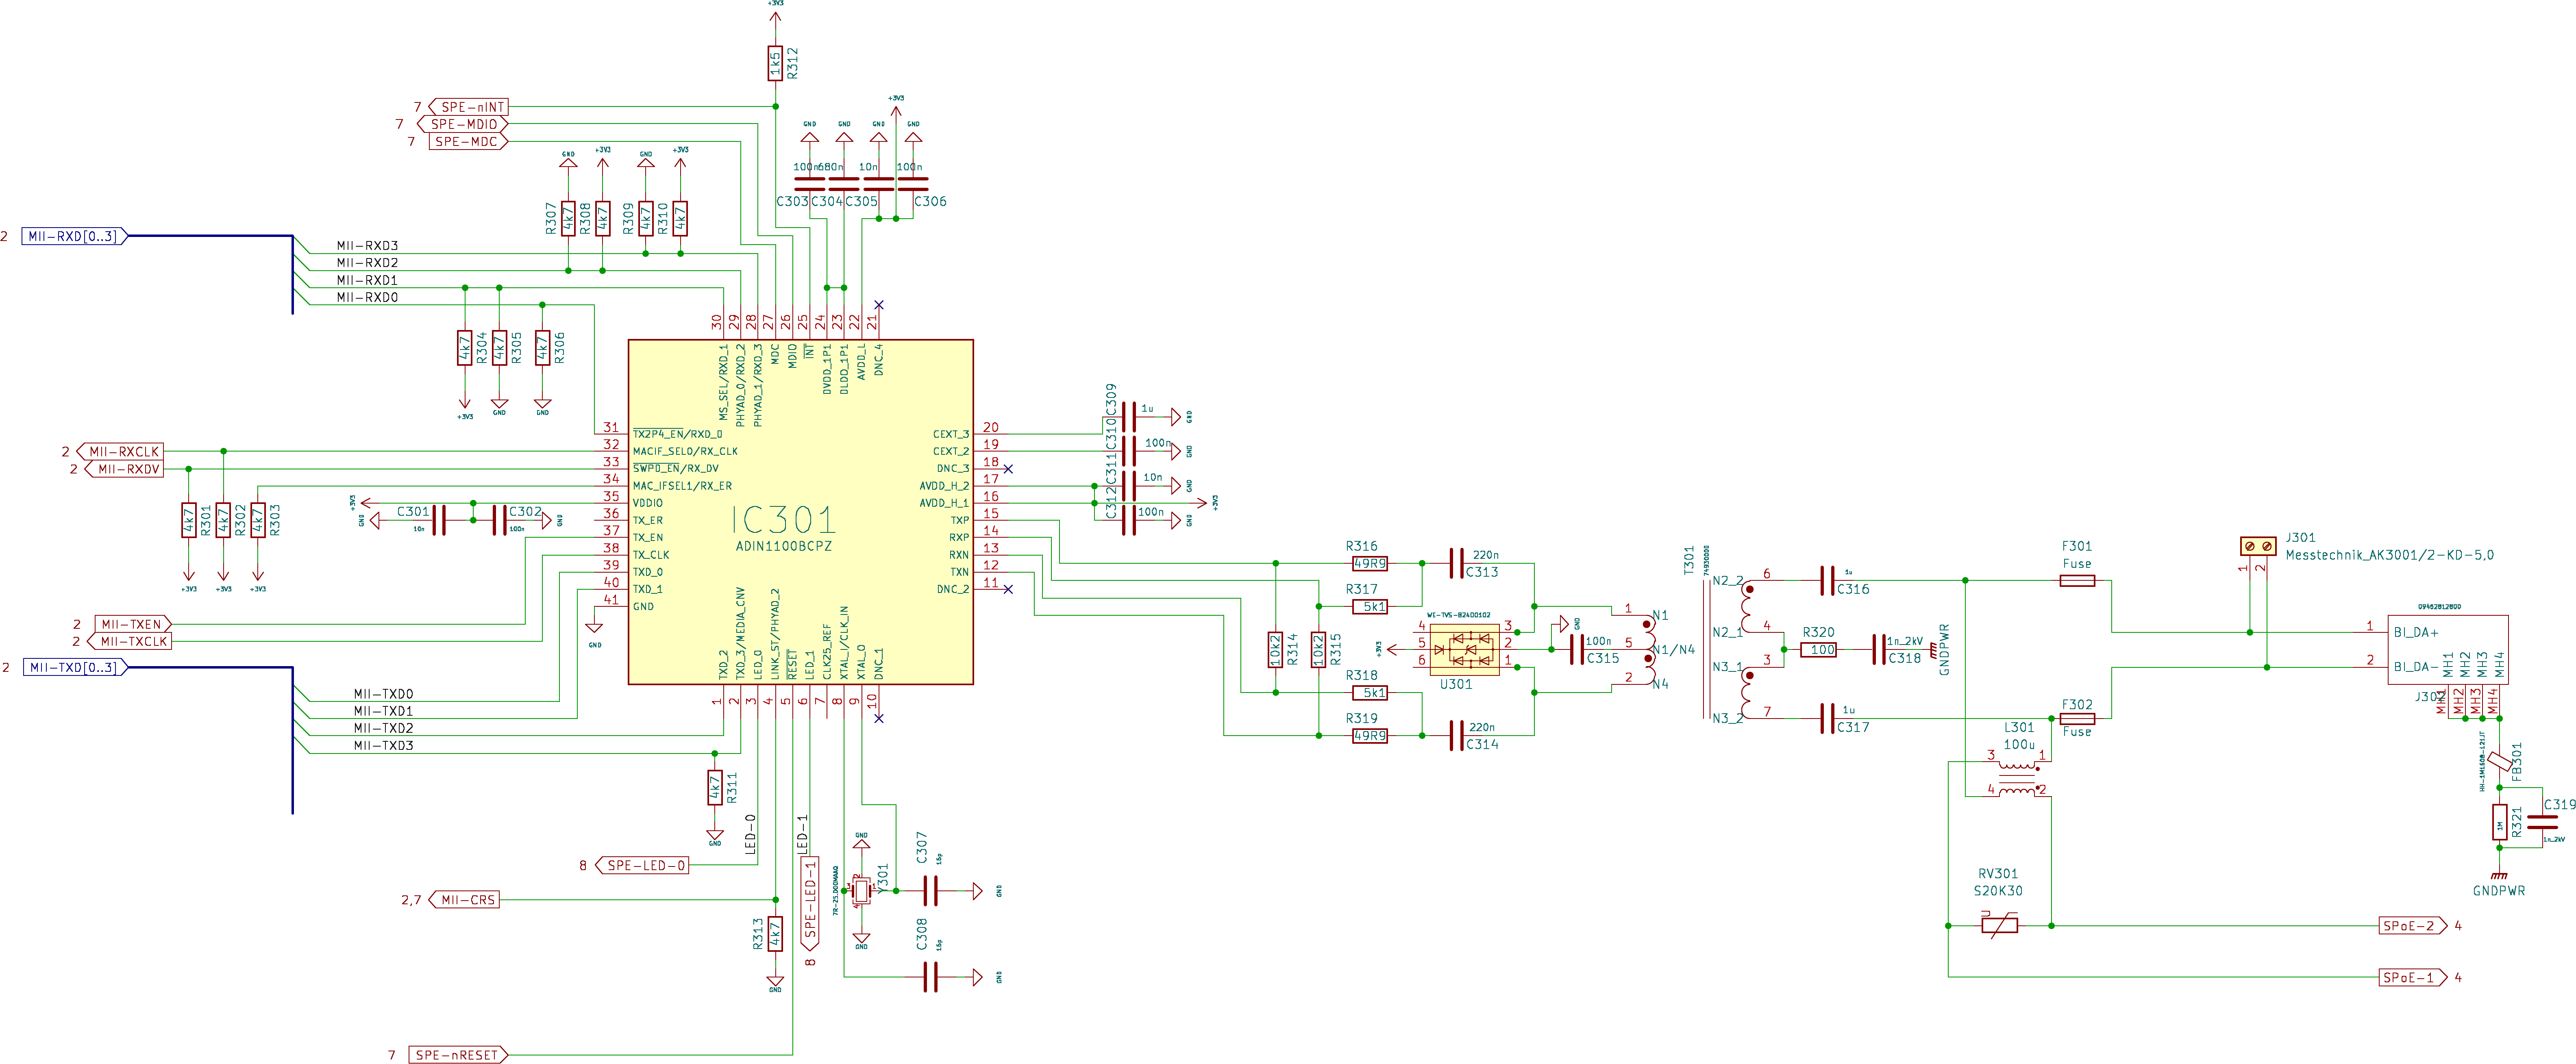 +3V3
1k5 R312
7 SPE-nINT
7 SPE-MDIO
7 SPE-MDC
+3V3
GND GND GND GND
100n 680n 10n 100n
C303 C304 C305 C306
GND +3V3 GND +3V3
R307 4k7 R308 4k7 R309 4k7 R310 4k7
2 MII-RXD[0..3]
MII-RXD3
MII-RXD2
MII-RXD1
MII-RXD0
4k7 R304 4k7 R305 4k7 R306
+3V3 GND GND
30 29 28 27 26 25 24 23 22 21
MS_SEL/RXD_1
PHYAD_0/RXD_2
PHYAD_1/RXD_3
MDC
MDIO
INT
DVDD_1P1
DLDD_1P1
AVDD_L
DNC_4
31 TX2P4_EN/RXD_0
32 MACIF_SEL0/RX_CLK
33 SWPD_EN/RX_DV
34 MAC_IFSEL1/RX_ER
35 VDDIO
36 TX_ER
37 TX_EN
38 TX_CLK
39 TXD_0
40 TXD_1
41 GND
GND
IC301
ADIN1100BCPZ
CEXT_3 20
CEXT_2 19
DNC_3 18
AVDD_H_2 17
AVDD_H_1 16
TXP 15
RXP 14
RXN 13
TXN 12
DNC_2 11
TXD_2
TXD_3/MEDIA_CNV
LED_0
LINK_ST/PHYAD_2
RESET
LED_1
CLK25_REF
XTAL_I/CLK_IN
XTAL_O
DNC_1
1 2 3 4 5 6 7 8 9 10
2 MII-RXCLK
2 MII-RXDV
4k7 R301 4k7 R302 4k7 R303
+3V3 +3V3 +3V3
+3V3
GND C301 10n C302 100n GND
2 MII-TXEN
2 MII-TXCLK
2 MII-TXD[0..3]
MII-TXD0
MII-TXD1
MII-TXD2
MII-TXD3
4k7 R311
GND
LED-0
LED-1
8 SPE-LED-0
2,7 MII-CRS
R313 4k7
GND
SPE-LED-1 8
7 SPE-nRESET
GND
7R-25.000MAAQ
Y301
3 1 2 4
GND
C307 16p GND
C308 16p GND
C309 1u GND
C310 100n GND
C311 10n GND
+3V3
C312 100n GND
10k2 R314
10k2 R315
R316 49R9
R317 5k1
R318 5k1
R319 49R9
220n C313
220n C314
WE-TVS-82400102
4 5 6 3 2 1
+3V3
U301
GND
100n C315
T301
74930000
1 N1
5 N1/N4
2 N4
N2_2 6
N2_1 4
N3_1 3
N3_2 7
1u C316
R320 100
1n_2kV C318
GNDPWR
1u C317
F301 Fuse
F302 Fuse
L301
100u
3 1
4 2
RV301
S20K30
U
J301
Messtechnik_AK3001/2-KD-5,0
1 2
09462812800
1 BI_DA+
2 BI_DA-
MH1 MH2 MH3 MH4
J302
MH1 MH2 MH3 MH4
HH-1M1608-121JT
FB301
1M R321
C319
1n_2kV
GNDPWR
SPoE-2 4
SPoE-1 4